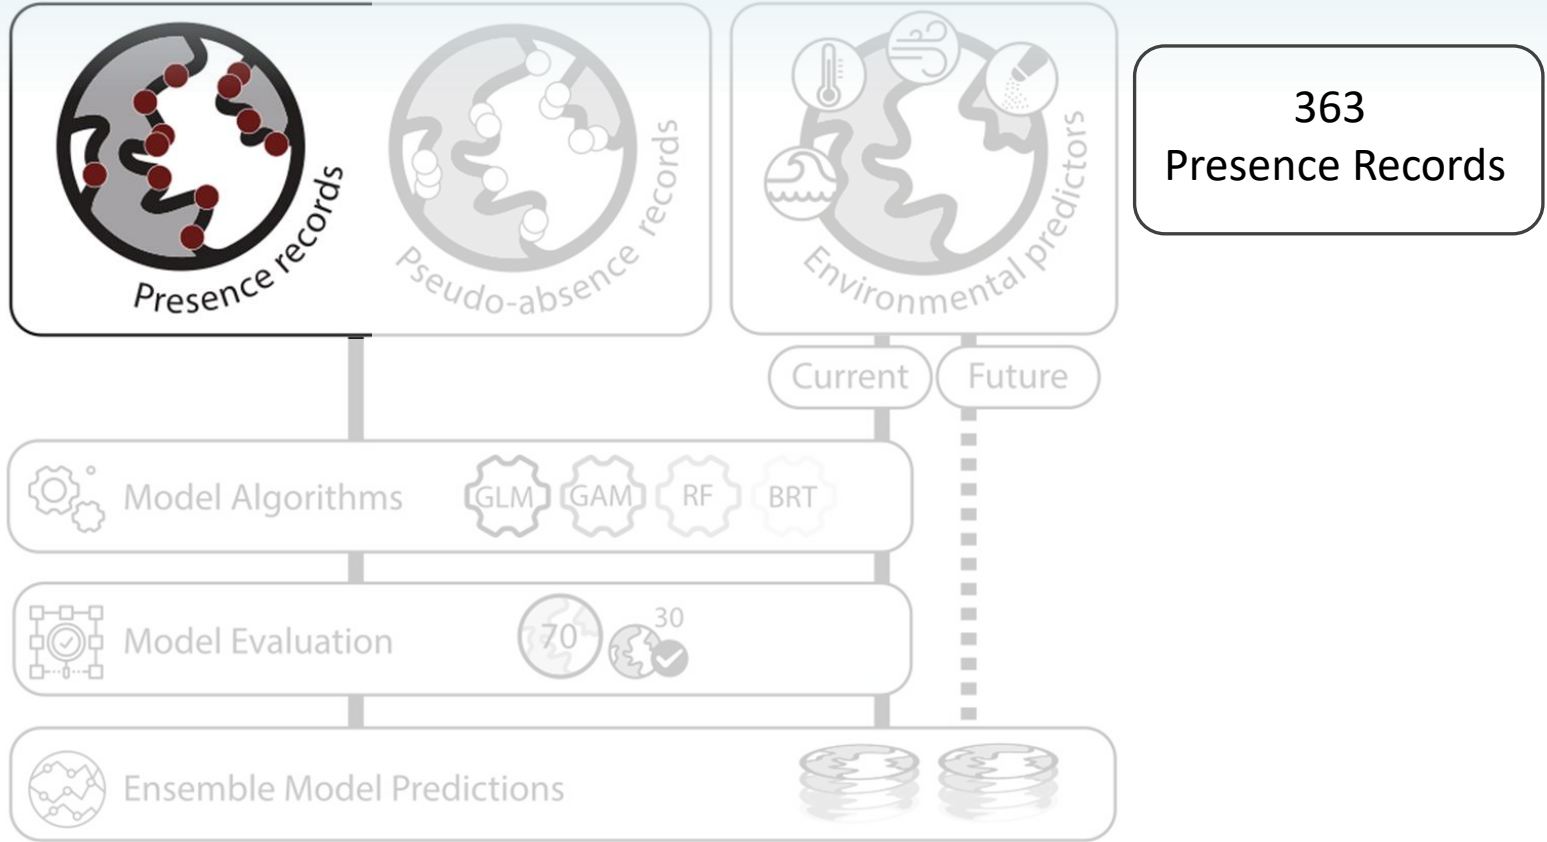 Presence records
Pseudo-absence records
Environmental predictors
363
Presence Records
Current
Future
Model Algorithms
GLM
GAM
RF
BRT
Model Evaluation
70
30
Ensemble Model Predictions